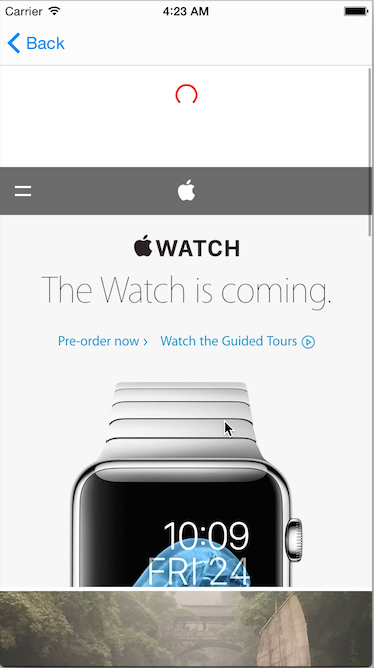 Carrier 4:23 AM
Back
WATCH
The Watch is coming.
Pre-order now › Watch the Guided Tours
10:09
FRI 24